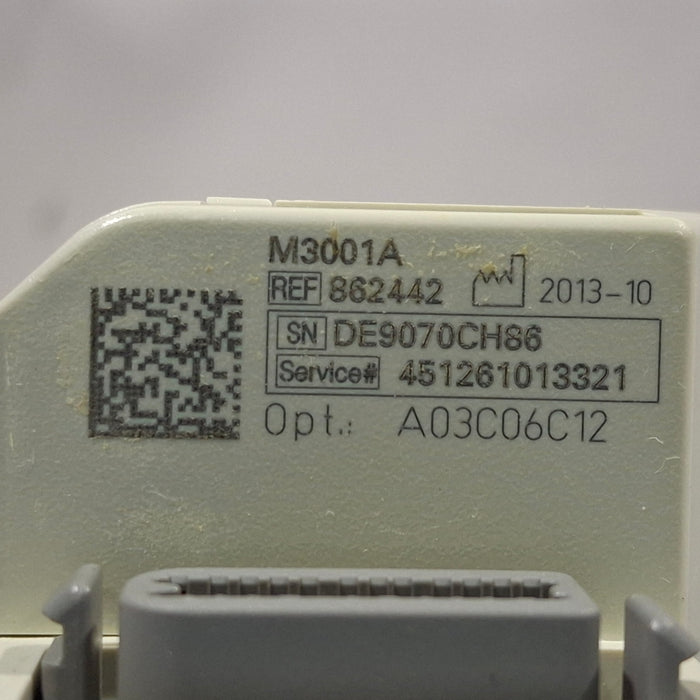 M3001A
REF 862442 2013-10
SN DE9070CH86
Service# 451261013321
Opt.: A03C06C12